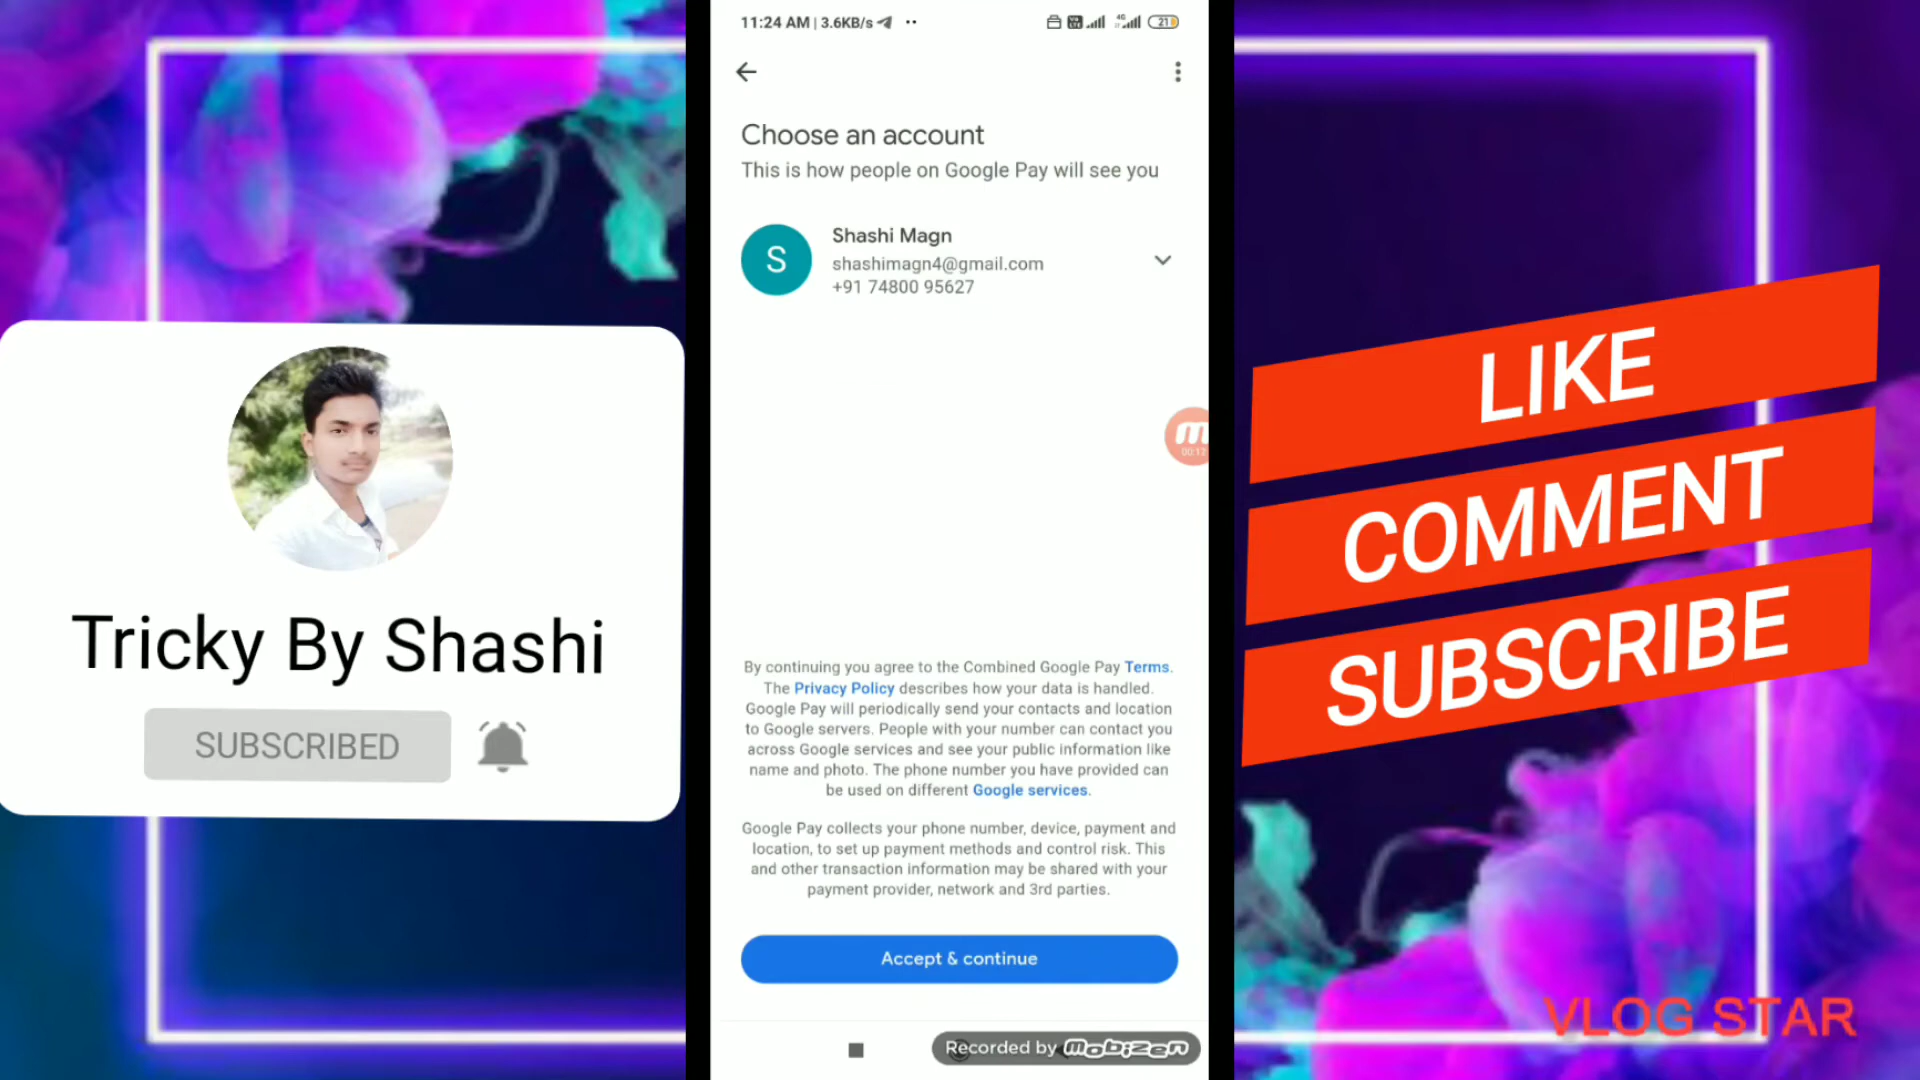 11:24 AM | 3.6KB/s
4G
21
Choose an account
This is how people on Google Pay will see you
S
Shashi Magn
shashimagn4@gmail.com
+91 74800 95627
m
00:12
Tricky By Shashi
SUBSCRIBED
LIKE
COMMENT
SUBSCRIBE
By continuing you agree to the Combined Google Pay Terms.
The Privacy Policy describes how your data is handled.
Google Pay will periodically send your contacts and location
to Google servers. People with your number can contact you
across Google services and see your public information like
name and photo. The phone number you have provided can
be used on different Google services.
Google Pay collects your phone number, device, payment and
location, to set up payment methods and control risk. This
and other transaction information may be shared with your
payment provider, network and 3rd parties.
Accept & continue
Recorded by mobizen
VLOG STAR